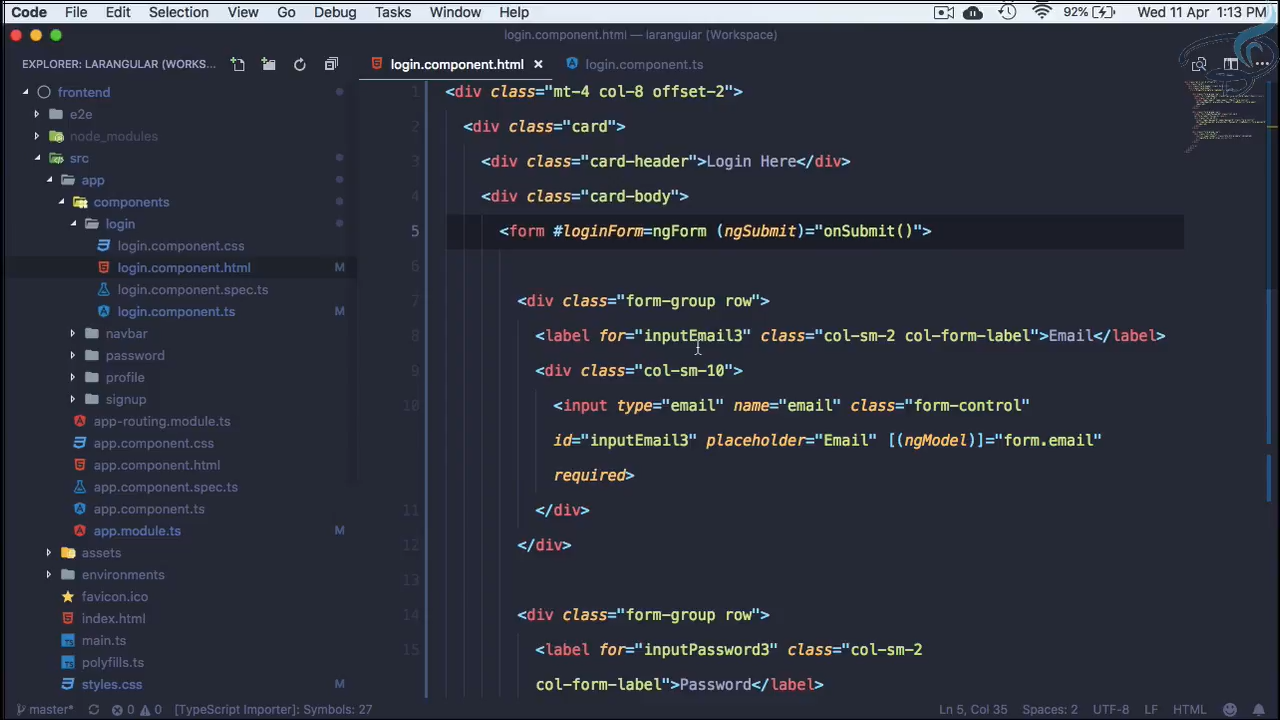 Code File Edit Selection View Go Debug Tasks Window Help 92% Wed 11 Apr 1:13 PM
login.component.html — larangular (Workspace)
EXPLORER: LARANGULAR (WORKS...
login.component.html
login.component.ts
frontend
e2e
node_modules
src
app
components
login
login.component.css
login.component.html M
login.component.spec.ts
login.component.ts M
navbar
password
profile
signup
app-routing.module.ts
app.component.css
app.component.html
app.component.spec.ts
app.component.ts
app.module.ts M
assets
environments
favicon.ico
index.html
main.ts
polyfills.ts
styles.css M
1 <div class="mt-4 col-8 offset-2">
2 <div class="card">
3 <div class="card-header">Login Here</div>
4 <div class="card-body">
5 <form #loginForm=ngForm (ngSubmit)="onSubmit()">
6
7 <div class="form-group row">
8 <label for="inputEmail3" class="col-sm-2 col-form-label">Email</label>
9 <div class="col-sm-10">
10 <input type="email" name="email" class="form-control"
id="inputEmail3" placeholder="Email" [(ngModel)]="form.email"
required>
11 </div>
12 </div>
13
14 <div class="form-group row">
15 <label for="inputPassword3" class="col-sm-2
col-form-label">Password</label>
master* 0 0 [TypeScript Importer]: Symbols: 27 Ln 5, Col 35 Spaces: 2 UTF-8 LF HTML